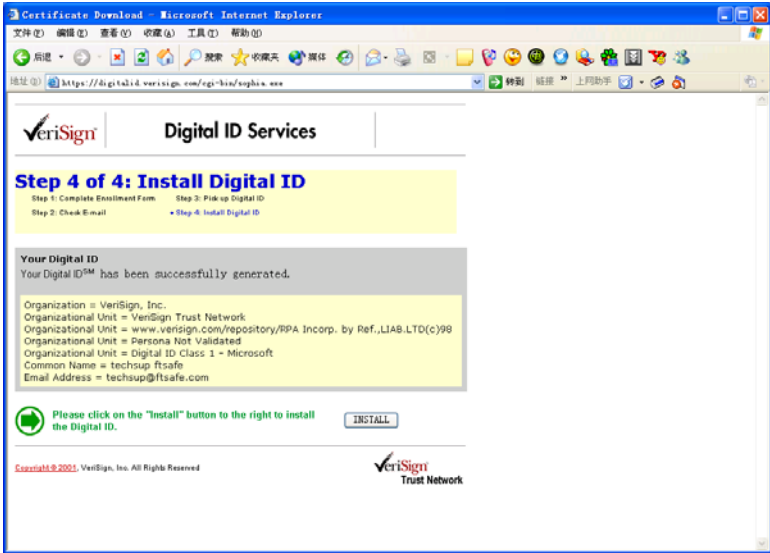 Certificate Download - Microsoft Internet Explorer
文件(F) 编辑(E) 查看(V) 收藏(A) 工具(T) 帮助(H)
后退 搜索 收藏夹 媒体
地址(D) https://digitalid.verisign.com/cgi-bin/sophia.exe 转到 链接 » 上网助手
VeriSign Digital ID Services
Step 4 of 4: Install Digital ID
Step 1: Complete Enrollment Form Step 3: Pick up Digital ID
Step 2: Check E-mail • Step 4: Install Digital ID
Your Digital ID
Your Digital IDSM has been successfully generated.
Organization = VeriSign, Inc.
Organizational Unit = VeriSign Trust Network
Organizational Unit = www.verisign.com/repository/RPA Incorp. by Ref.,LIAB.LTD(c)98
Organizational Unit = Persona Not Validated
Organizational Unit = Digital ID Class 1 - Microsoft
Common Name = techsup ftsafe
Email Address = techsup@ftsafe.com
Please click on the "Install" button to the right to install
the Digital ID.
INSTALL
Copyright © 2001, VeriSign, Inc. All Rights Reserved
VeriSign
Trust Network